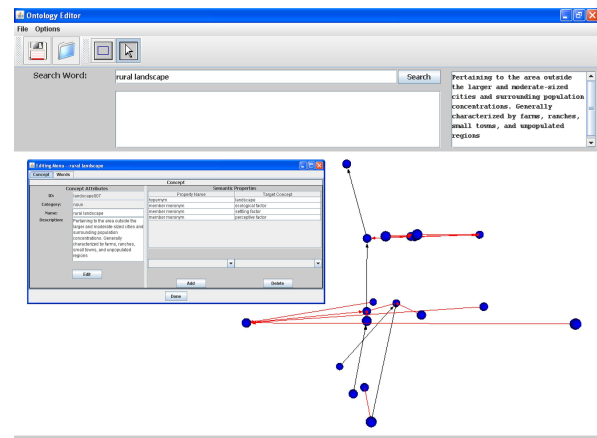 Ontology Editor
File Options
Search Word:
rural landscape
Search
Pertaining to the area outside
the larger and moderate-sized
cities and surrounding population
concentrations. Generally
characterized by farms, ranches,
small towns, and unpopulated
regions
Editing Menu---rural landscape
Concept Words
Concept
Concept Attributes
ID: landscape007
Category: noun
Name: rural landscape
Description: Pertaining to the area outside the
larger and moderate-sized cities and
surrounding population
concentrations. Generally
characterized by farms, ranches,
small towns, and unpopulated
regions
Edit
Semantic Properties
Property Name Target Concept
hypernym landscape
member meronym ecological factor
member meronym settling factor
member meronym perceptive factor
Add Delete
Done